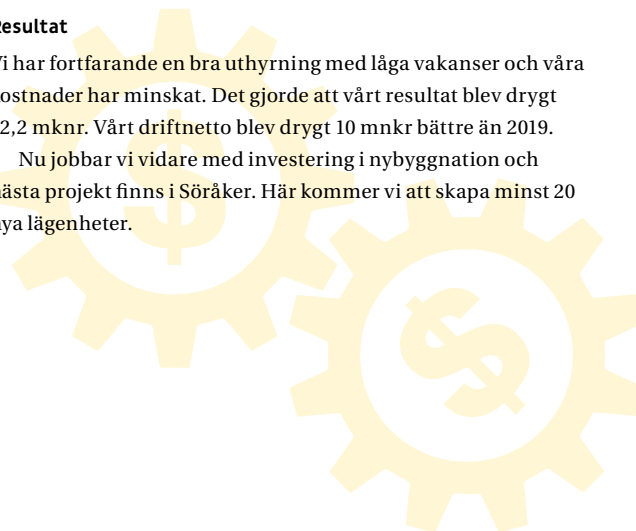 Resultat
Vi har fortfarande en bra uthyrning med låga vakanser och våra
kostnader har minskat. Det gjorde att vårt resultat blev drygt
2,2 mknr. Vårt driftnetto blev drygt 10 mnkr bättre än 2019.
Nu jobbar vi vidare med investering i nybyggnation och
nästa projekt finns i Söråker. Här kommer vi att skapa minst 20
nya lägenheter.
$
$